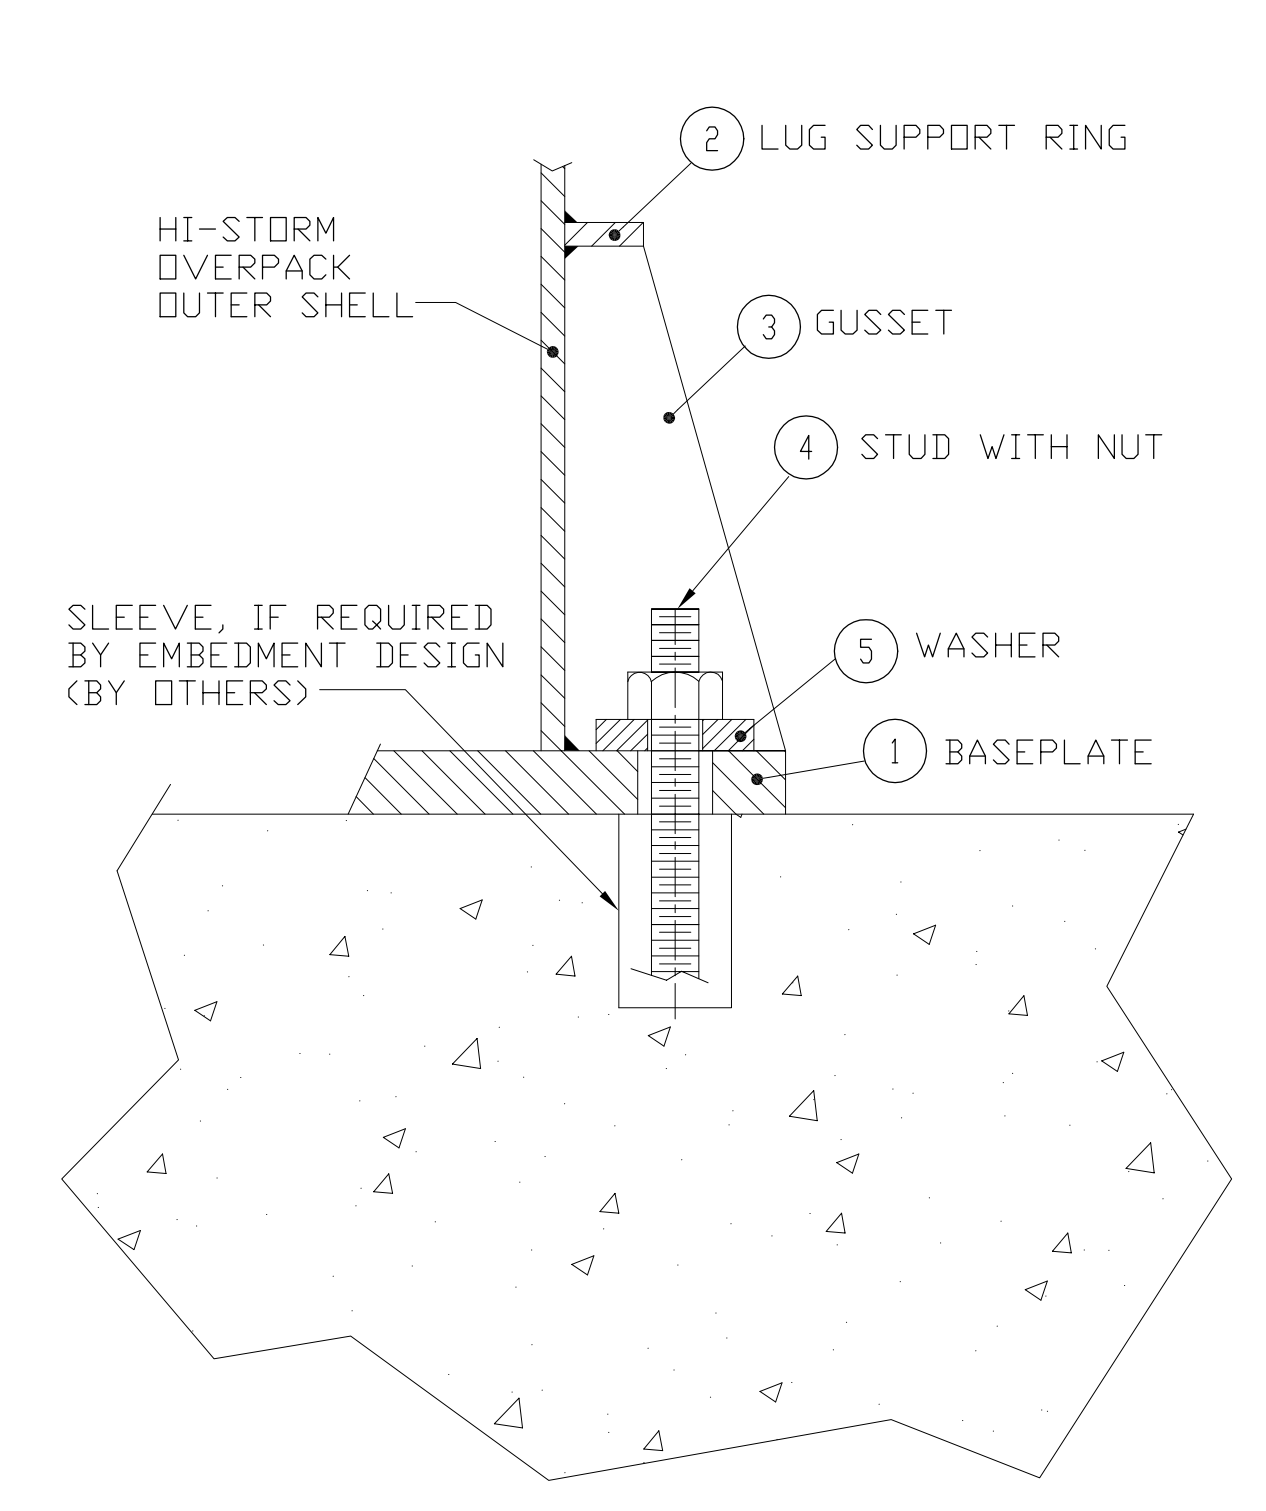 2 LUG SUPPORT RING
HI-STORM
OVERPACK
OUTER SHELL
3 GUSSET
4 STUD WITH NUT
SLEEVE, IF REQUIRED
BY EMBEDMENT DESIGN
(BY OTHERS)
5 WASHER
1 BASEPLATE